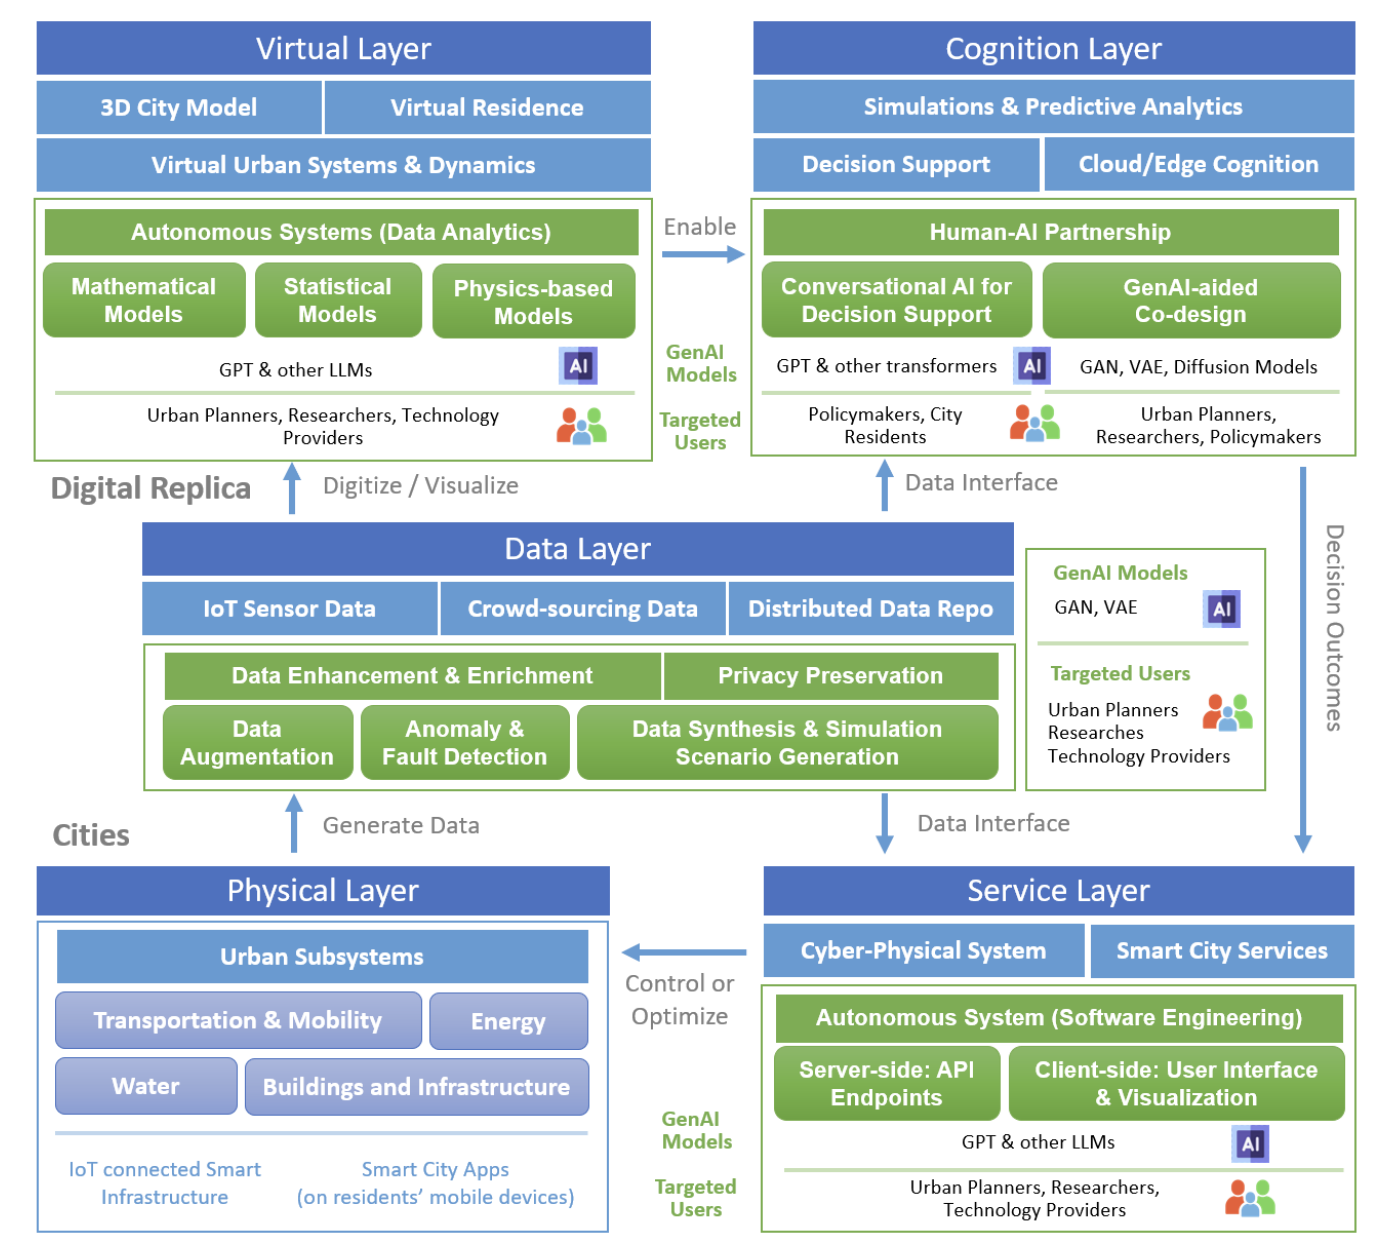 Virtual Layer
3D City Model
Virtual Residence
Virtual Urban Systems & Dynamics
Autonomous Systems (Data Analytics)
Mathematical
Models
Statistical
Models
Physics-based
Models
GPT & other LLMs
AI
Urban Planners, Researchers, Technology
Providers
Enable
GenAI
Models
Targeted
Users
Cognition Layer
Simulations & Predictive Analytics
Decision Support
Cloud/Edge Cognition
Human-AI Partnership
Conversational AI for
Decision Support
GenAI-aided
Co-design
GPT & other transformers
AI
GAN, VAE, Diffusion Models
Policymakers, City
Residents
Urban Planners,
Researchers, Policymakers
Digital Replica
Digitize / Visualize
Data Interface
Decision Outcomes
Data Layer
IoT Sensor Data
Crowd-sourcing Data
Distributed Data Repo
Data Enhancement & Enrichment
Privacy Preservation
Data
Augmentation
Anomaly &
Fault Detection
Data Synthesis & Simulation
Scenario Generation
GenAI Models
GAN, VAE
AI
Targeted Users
Urban Planners
Researches
Technology Providers
Cities
Generate Data
Data Interface
Physical Layer
Urban Subsystems
Transportation & Mobility
Energy
Water
Buildings and Infrastructure
IoT connected Smart
Infrastructure
Smart City Apps
(on residents’ mobile devices)
Control or
Optimize
GenAI
Models
Targeted
Users
Service Layer
Cyber-Physical System
Smart City Services
Autonomous System (Software Engineering)
Server-side: API
Endpoints
Client-side: User Interface
& Visualization
GPT & other LLMs
AI
Urban Planners, Researchers,
Technology Providers